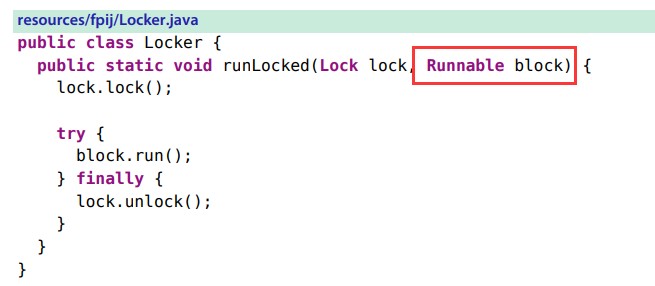 resources/fpij/Locker.java
public class Locker {
  public static void runLocked(Lock lock, Runnable block) {
    lock.lock();

    try {
      block.run();
    } finally {
      lock.unlock();
    }
  }
}